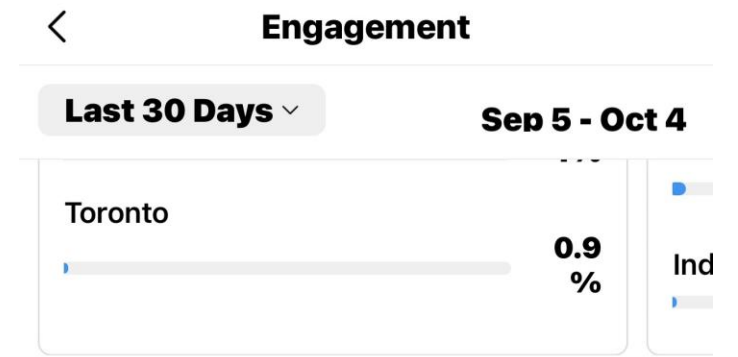 Engagement
Last 30 Days
Sep 5 - Oct 4
Toronto
0.9
%
Ind